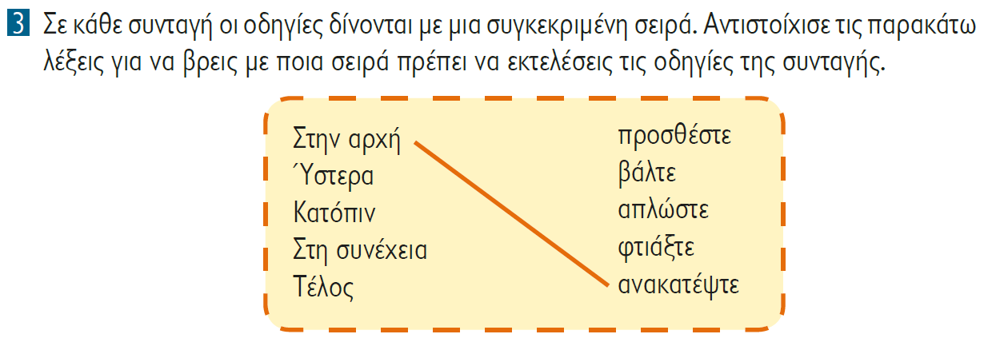 3 Σε κάθε συνταγή οι οδηγίες δίνονται με μια συγκεκριμένη σειρά. Αντιστοίχισε τις παρακάτω
λέξεις για να βρεις με ποια σειρά πρέπει να εκτελέσεις τις οδηγίες της συνταγής.
Στην αρχή
Ύστερα
Κατόπιν
Στη συνέχεια
Τέλος
προσθέστε
βάλτε
απλώστε
φτιάξτε
ανακατέψτε